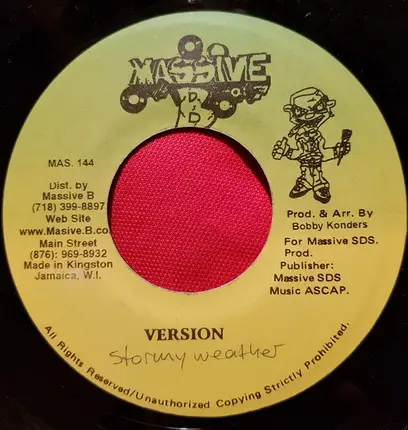 MASSIVE
D
D
MAS. 144
Dist. by
Massive B
(718) 399-8897
Web Site
www.Masive.B.co
Main Street
(876) 969-8932
Made in Kingston
Jamaica, W.I.
Prod. & Arr. By
Bobby Konders
For Massive SDS.
Prod.
Publisher:
Massive SDS
Music ASCAP.
VERSION
stormy weather
All Rights Reserved/Unauthorized Copying Strictly Prohibited.